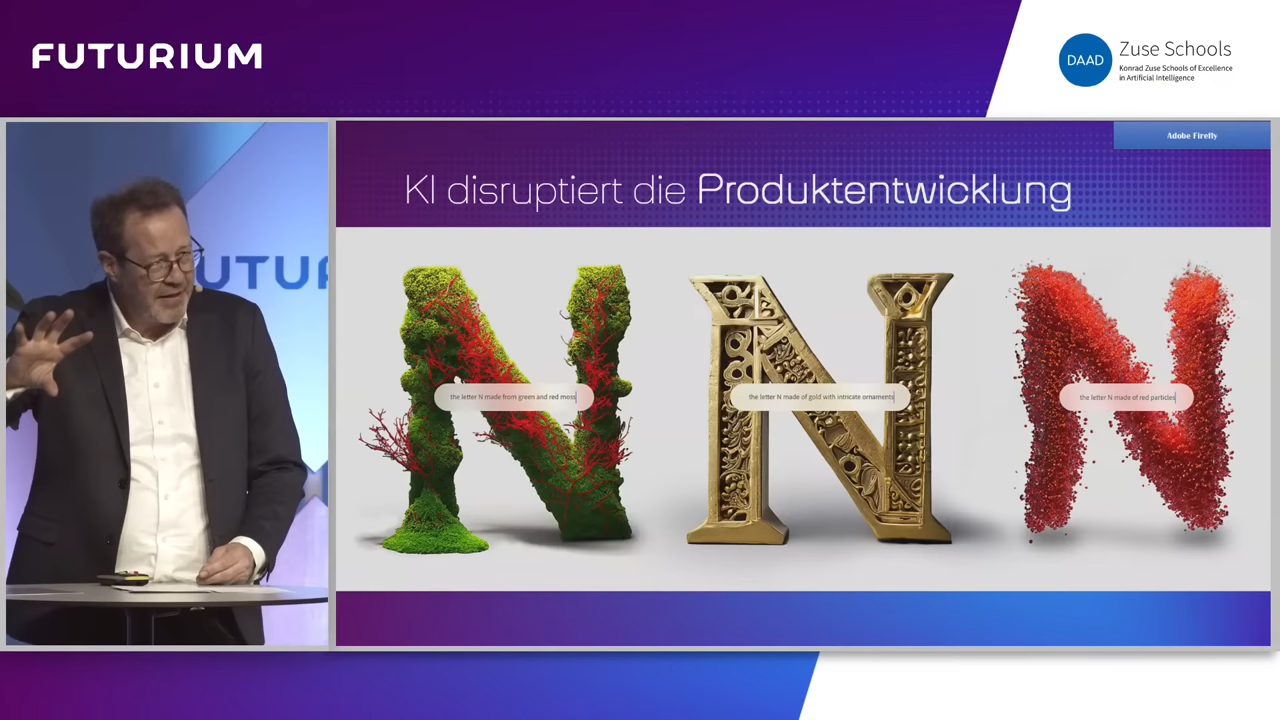 FUTURIUM
DAAD
Zuse Schools
Konrad Zuse Schools of Excellence
in Artificial Intelligence
FUTUR
Adobe Firefly
KI disruptiert die Produktentwicklung
the letter N made from green and red moss
the letter N made of gold with intricate ornaments
the letter N made of red particles
N N N